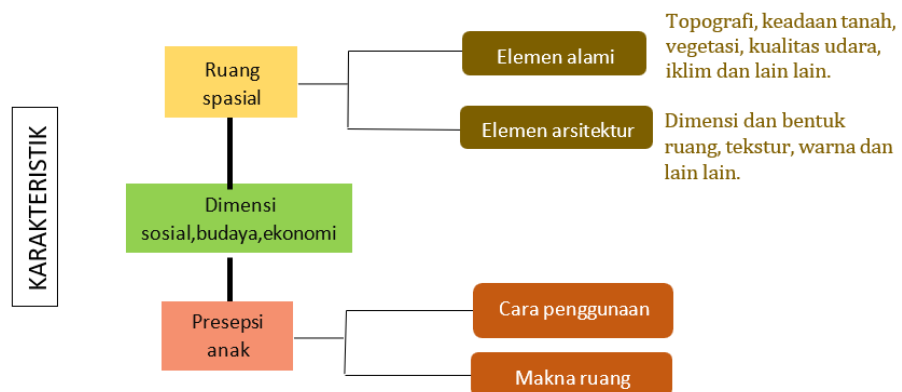 KARAKTERISTIK
Ruang
spasial
Elemen alami
Topografi, keadaan tanah,
vegetasi, kualitas udara,
iklim dan lain lain.
Elemen arsitektur
Dimensi dan bentuk
ruang, tekstur, warna dan
lain lain.
Dimensi
sosial,budaya,ekonomi
Presepsi
anak
Cara penggunaan
Makna ruang